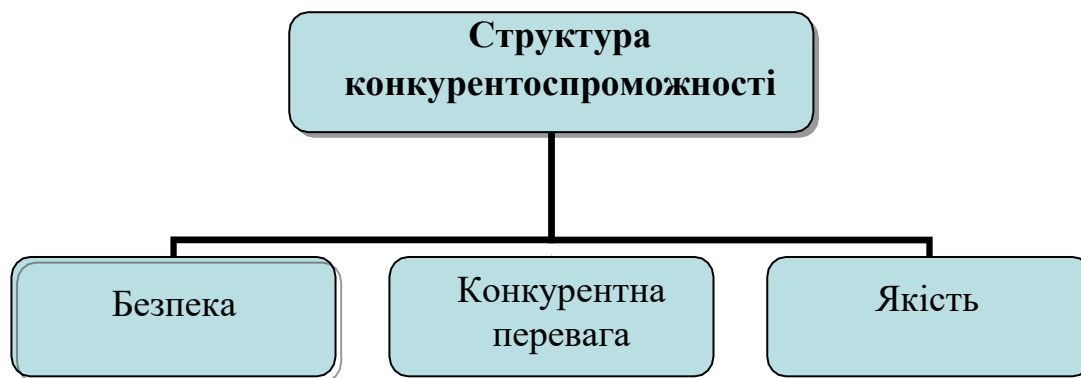 Структура
конкурентоспроможності
Безпека
Конкурентна
перевага
Якість